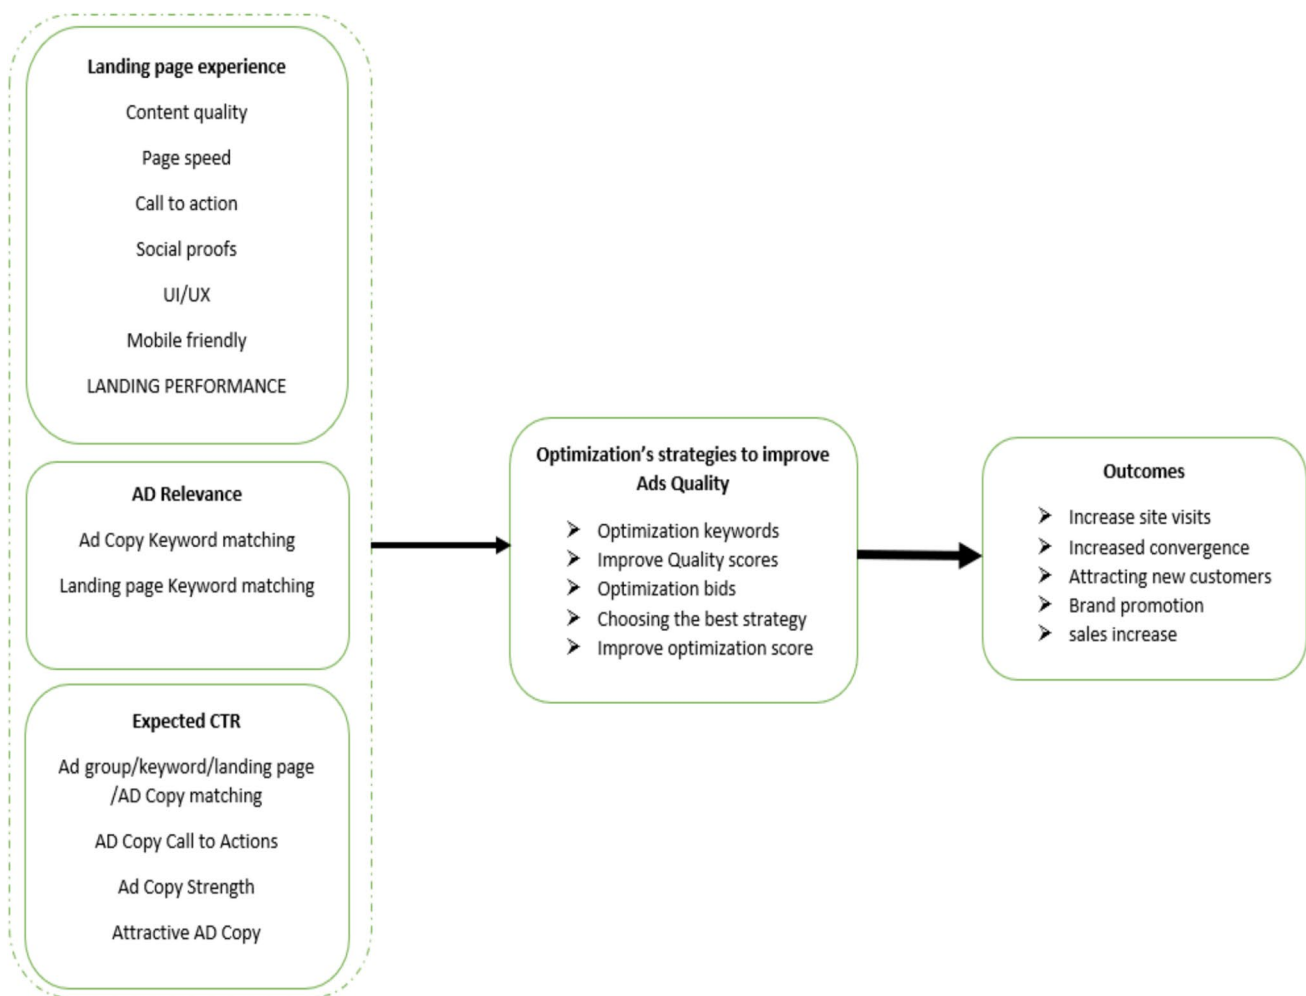 Landing page experience
Content quality
Page speed
Call to action
Social proofs
UI/UX
Mobile friendly
LANDING PERFORMANCE
AD Relevance
Ad Copy Keyword matching
Landing page Keyword matching
Expected CTR
Ad group/keyword/landing page
/AD Copy matching
AD Copy Call to Actions
Ad Copy Strength
Attractive AD Copy
Optimization’s strategies to improve
Ads Quality
Optimization keywords
Improve Quality scores
Optimization bids
Choosing the best strategy
Improve optimization score
Outcomes
Increase site visits
Increased convergence
Attracting new customers
Brand promotion
sales increase